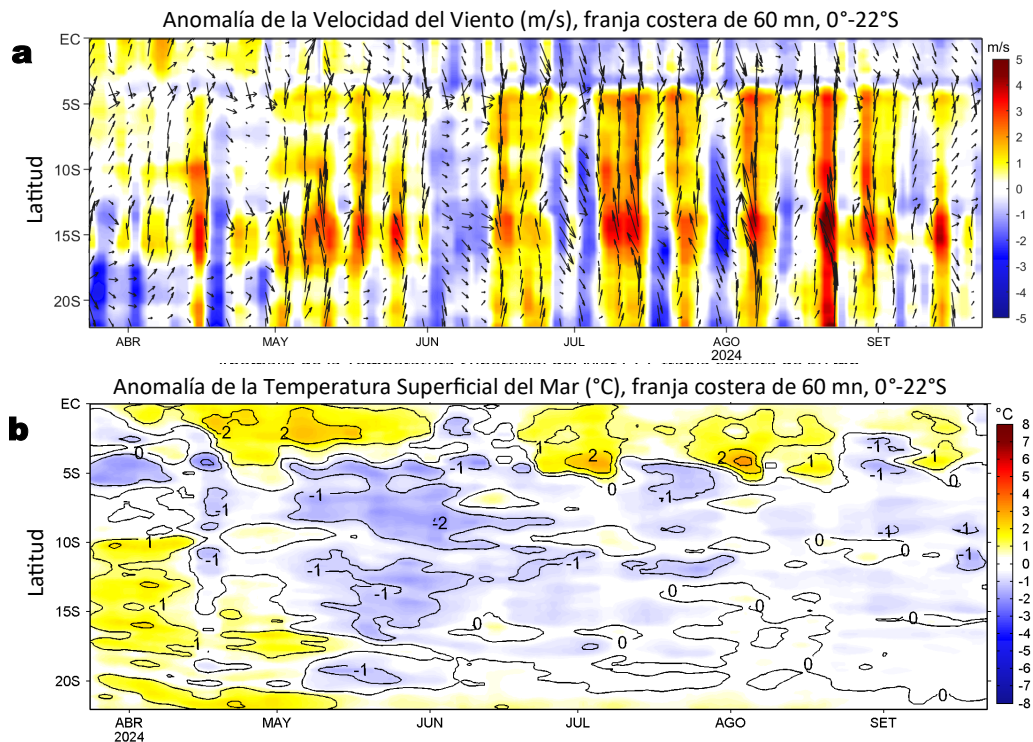 Anomalía de la Velocidad del Viento (m/s), franja costera de 60 mn, 0°-22°S
a
m/s
EC
5S
10S
15S
20S
Latitud
5
4
3
2
1
0
-1
-2
-3
-4
-5
ABR MAY JUN JUL AGO SET
2024
Anomalía de la Temperatura Superficial del Mar (°C), franja costera de 60 mn, 0°-22°S
b
°C
EC
5S
10S
15S
20S
Latitud
2 2 1 2 2 1 -1 1
-1 0 -1 -1 0
-1 -1 -2 -1 -1
1 0 0
-1 -1 -1 -1
1 -1 0
1 0 0 0
-1 0
0
8
7
6
5
4
3
2
1
0
-1
-2
-3
-4
-5
-6
-7
-8
ABR MAY JUN JUL AGO SET
2024